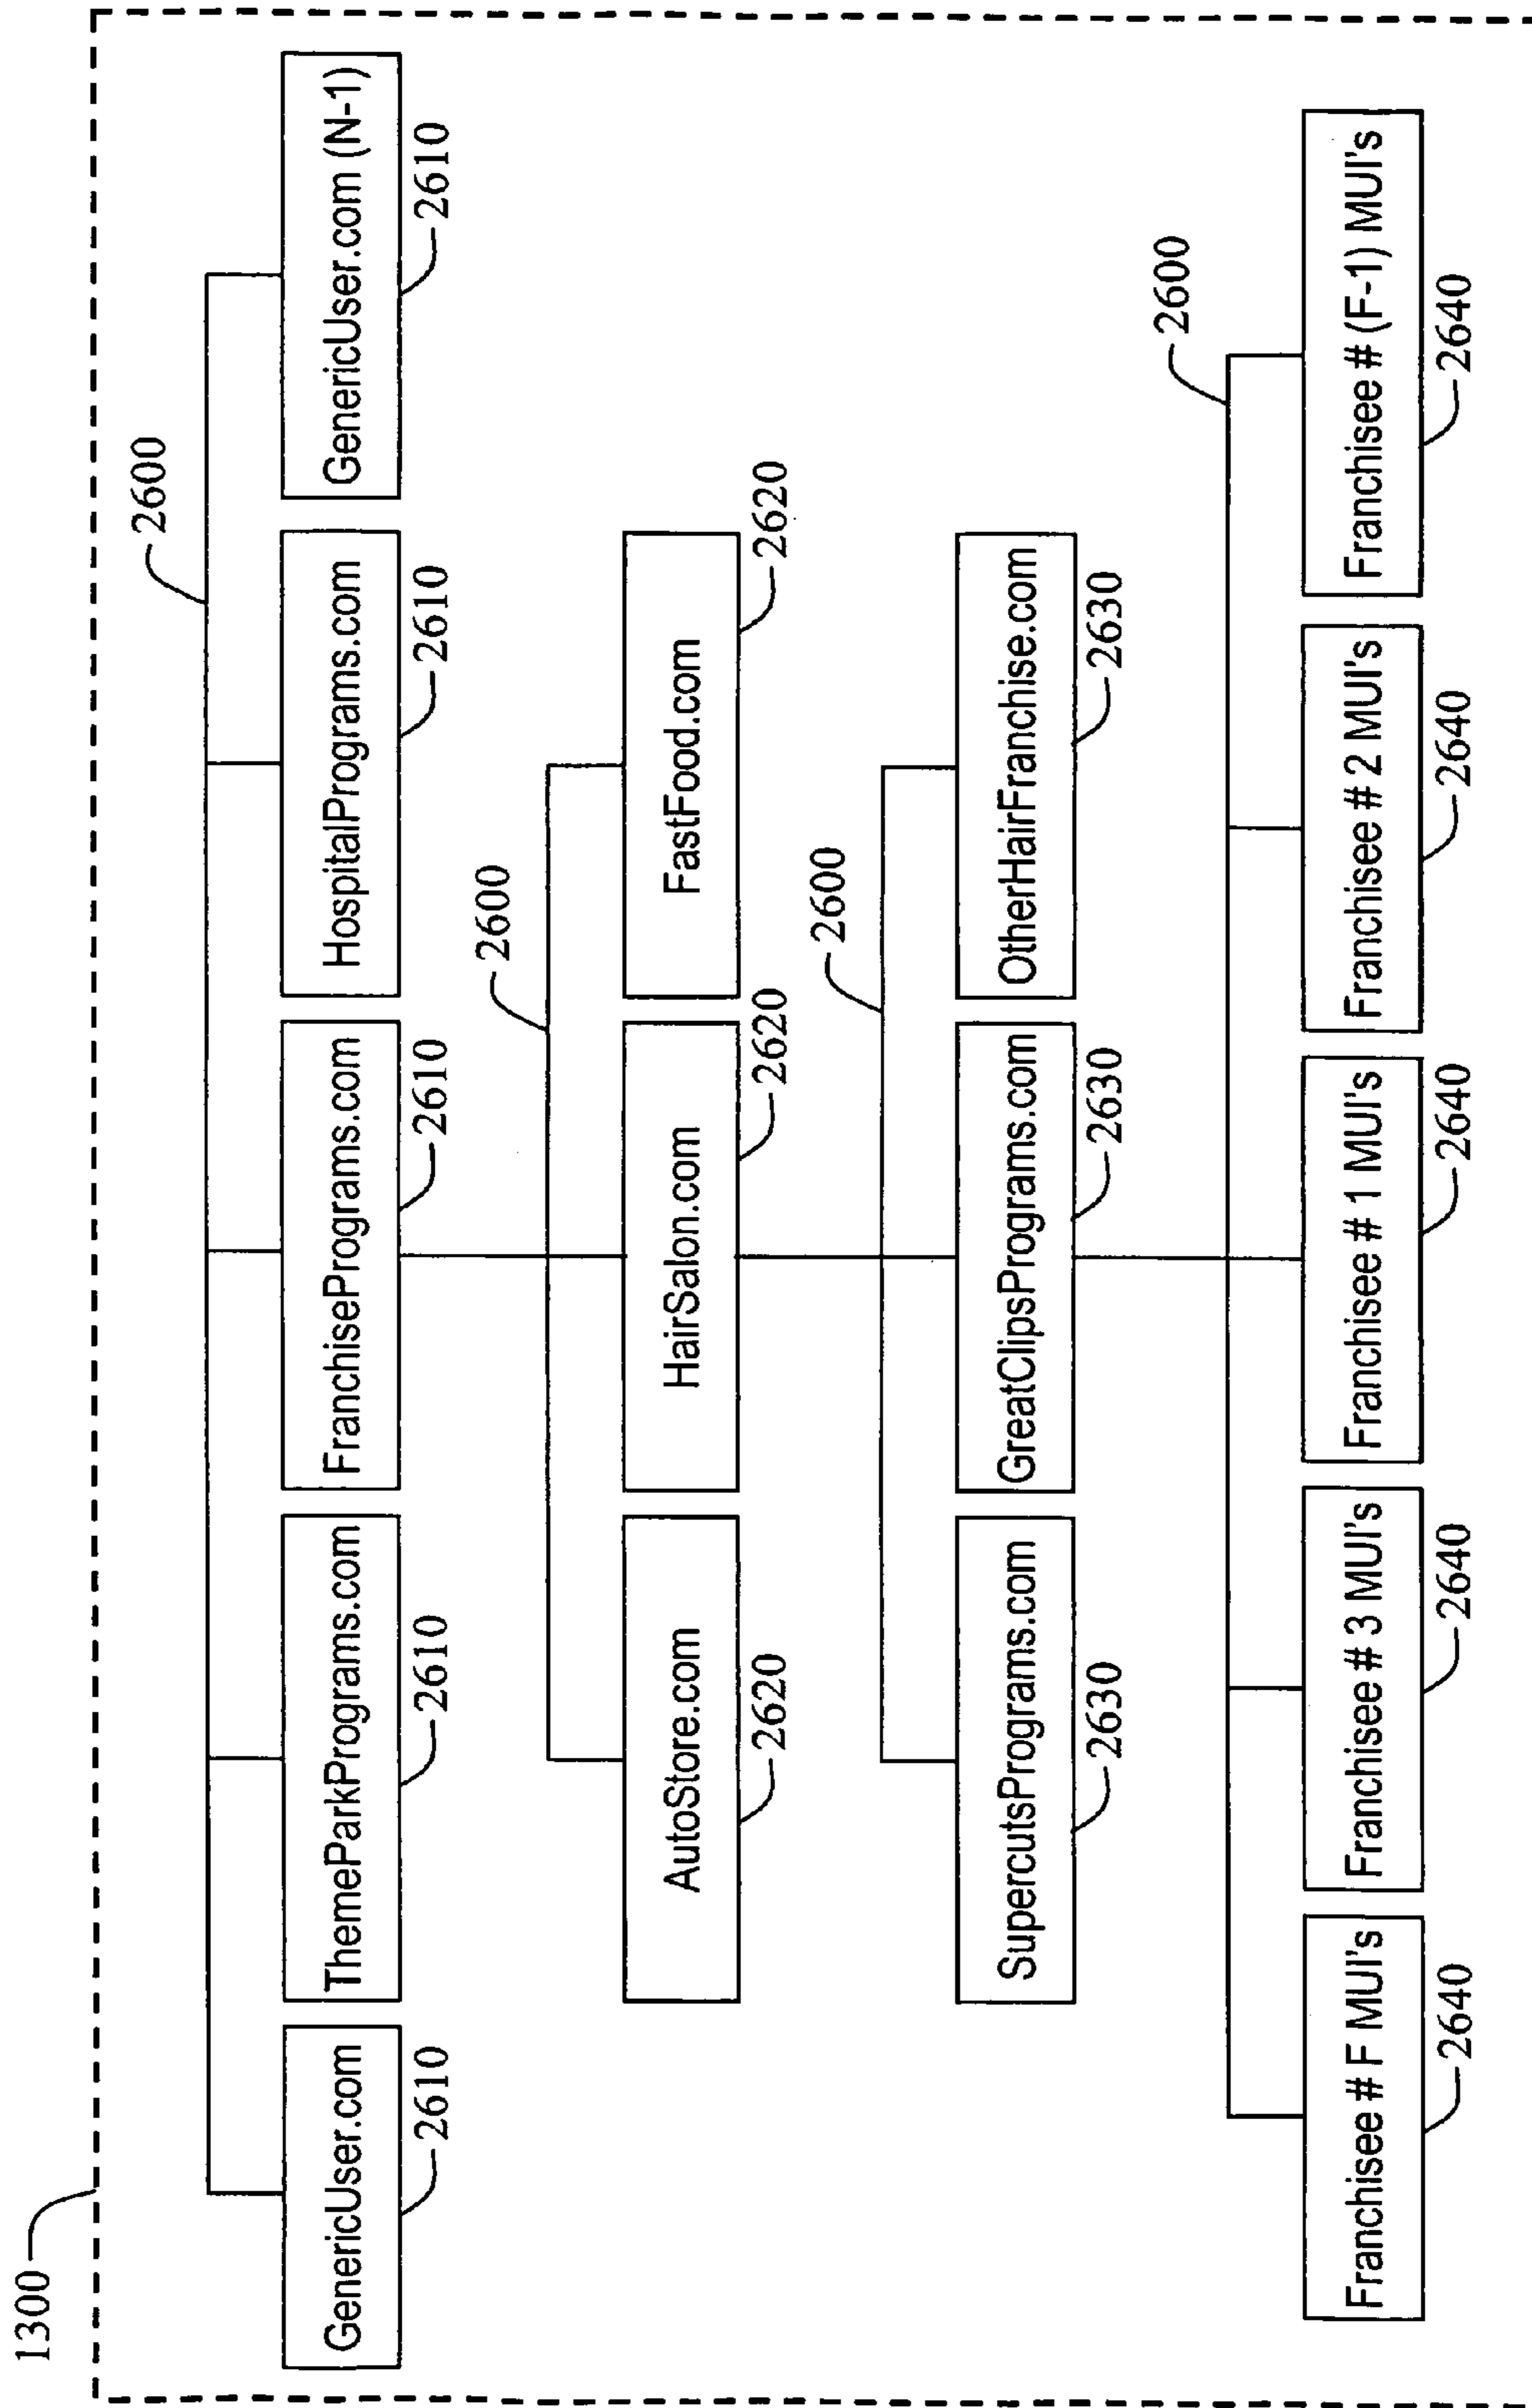 1300
2600
GenericUser.com
ThemeParkPrograms.com
FranchisePrograms.com
HospitalPrograms.com
GenericUser.com (N-1)
2610
2610
2610
2610
2610
2600
AutoStore.com
HairSalon.com
FastFood.com
2620
2620
2620
2600
SupercutsPrograms.com
GreatClipsPrograms.com
OtherHairFranchise.com
2630
2630
2630
2600
Franchisee # F MUI's
Franchisee # 3 MUI's
Franchisee # 1 MUI's
Franchisee # 2 MUI's
Franchisee # (F-1) MUI's
2640
2640
2640
2640
2640